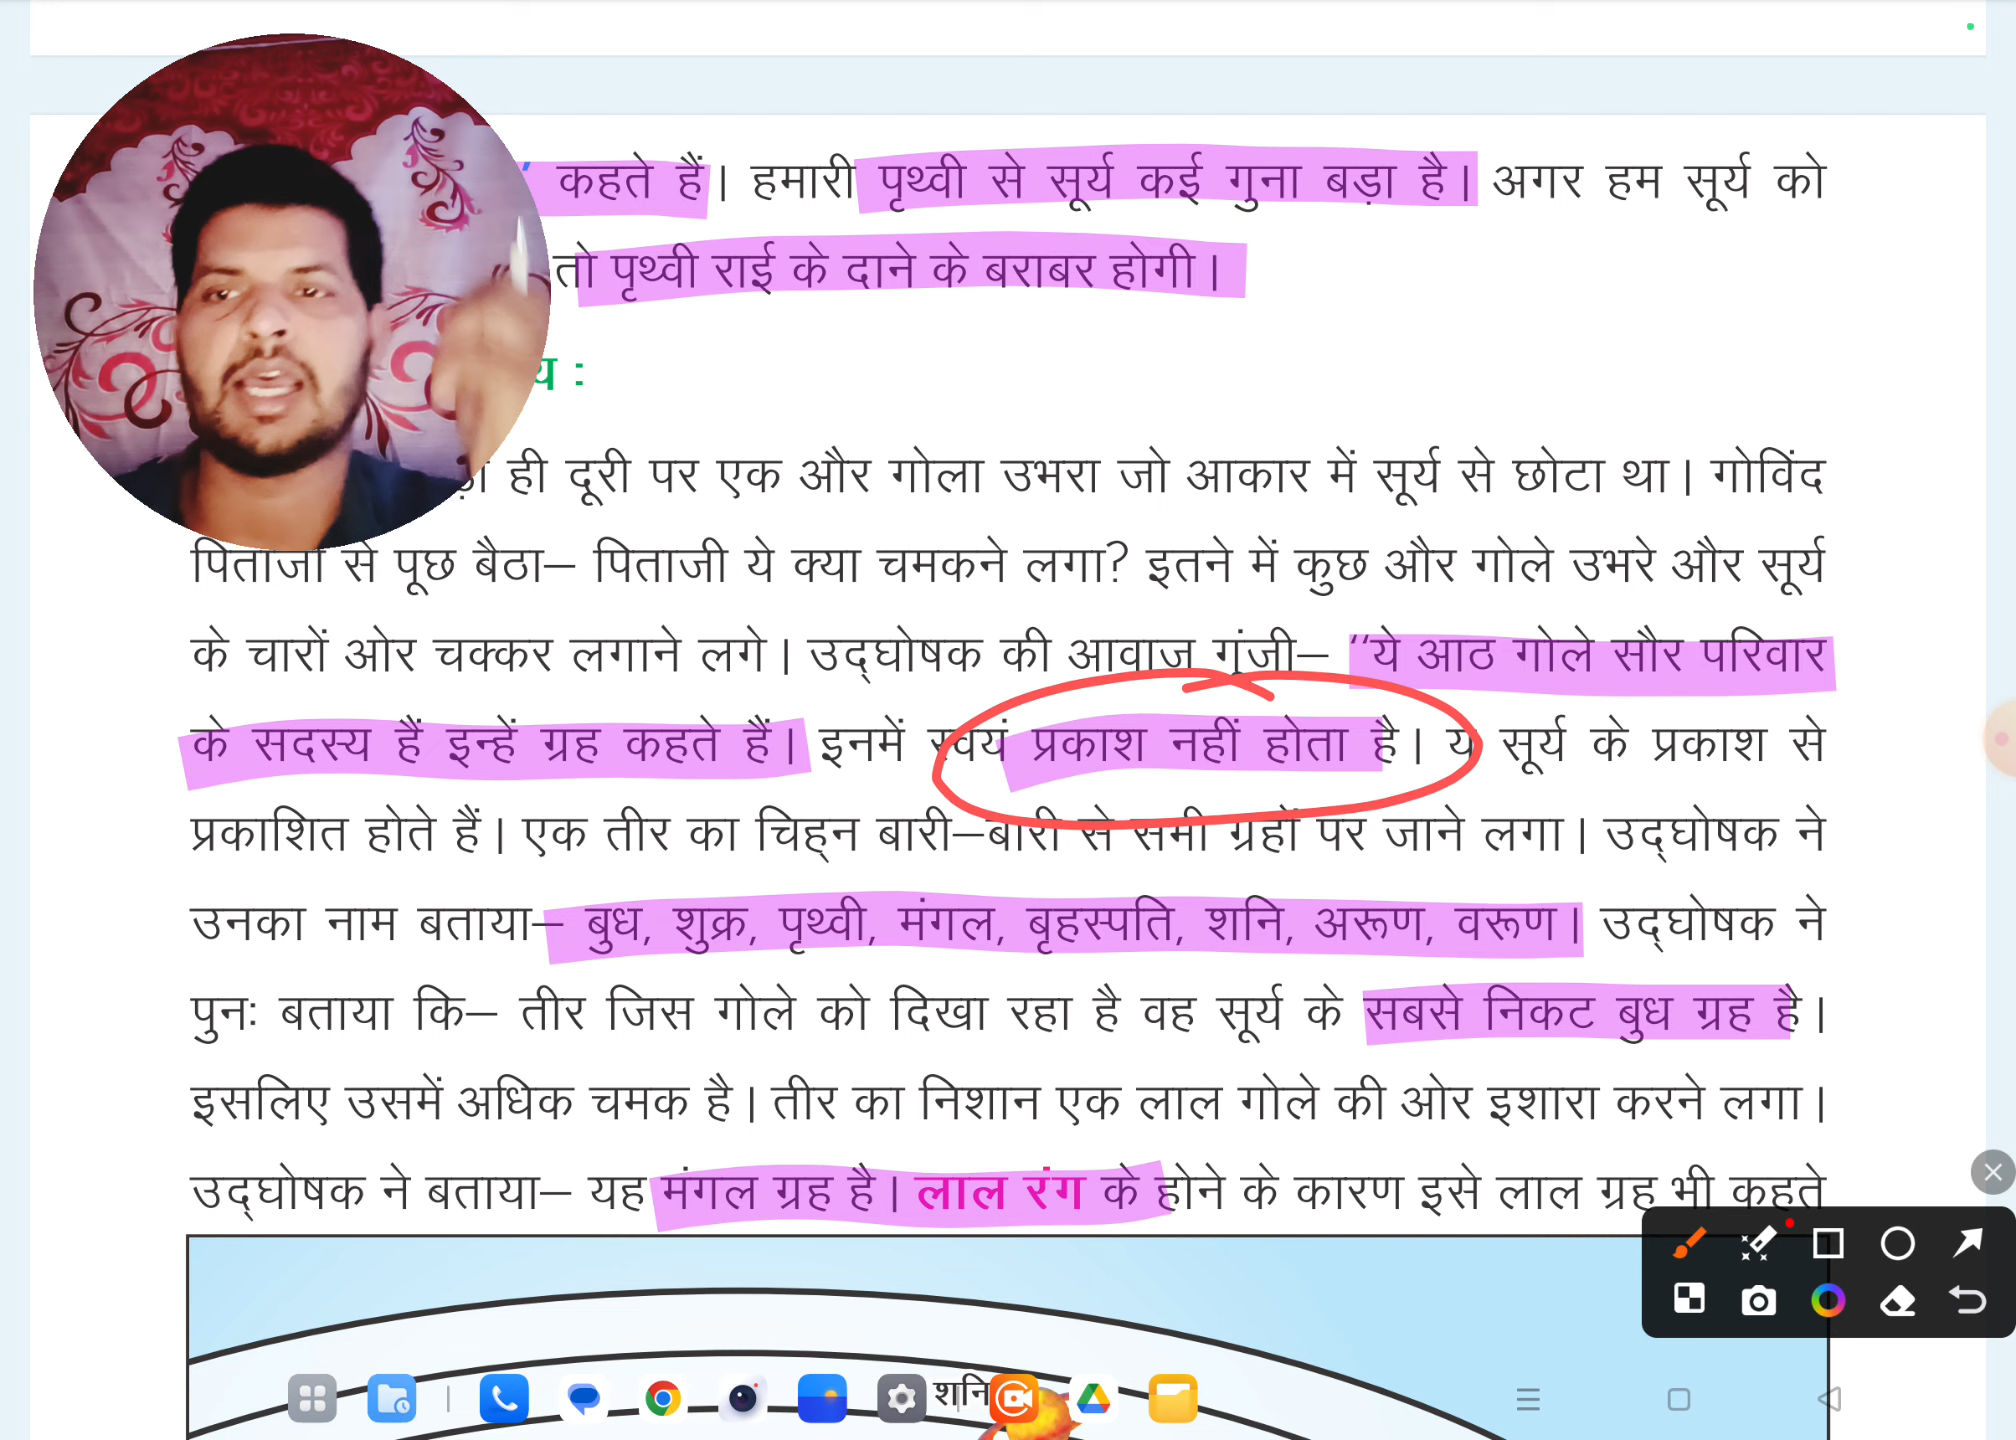 ’ कहते हैं। हमारी पृथ्वी से सूर्य कई गुना बड़ा है। अगर हम सूर्य को
तो पृथ्वी राई के दाने के बराबर होगी।
य :
ही दूरी पर एक और गोला उभरा जो आकार में सूर्य से छोटा था। गोविंद
पिताजी से पूछ बैठा– पिताजी ये क्या चमकने लगा? इतने में कुछ और गोले उभरे और सूर्य
के चारों ओर चक्कर लगाने लगे। उद्घोषक की आवाज गूंजी– ‘‘ये आठ गोले सौर परिवार
के सदस्य हैं इन्हें ग्रह कहते हैं। इनमें स्वयं प्रकाश नहीं होता है। ये सूर्य के प्रकाश से
प्रकाशित होते हैं। एक तीर का चिह्न बारी–बारी से सभी ग्रहों पर जाने लगा। उद्घोषक ने
उनका नाम बताया– बुध, शुक्र, पृथ्वी, मंगल, बृहस्पति, शनि, अरूण, वरूण। उद्घोषक ने
पुनः बताया कि– तीर जिस गोले को दिखा रहा है वह सूर्य के सबसे निकट बुध ग्रह है।
इसलिए उसमें अधिक चमक है। तीर का निशान एक लाल गोले की ओर इशारा करने लगा।
उद्घोषक ने बताया– यह मंगल ग्रह है। लाल रंग के होने के कारण इसे लाल ग्रह भी कहते
शनि